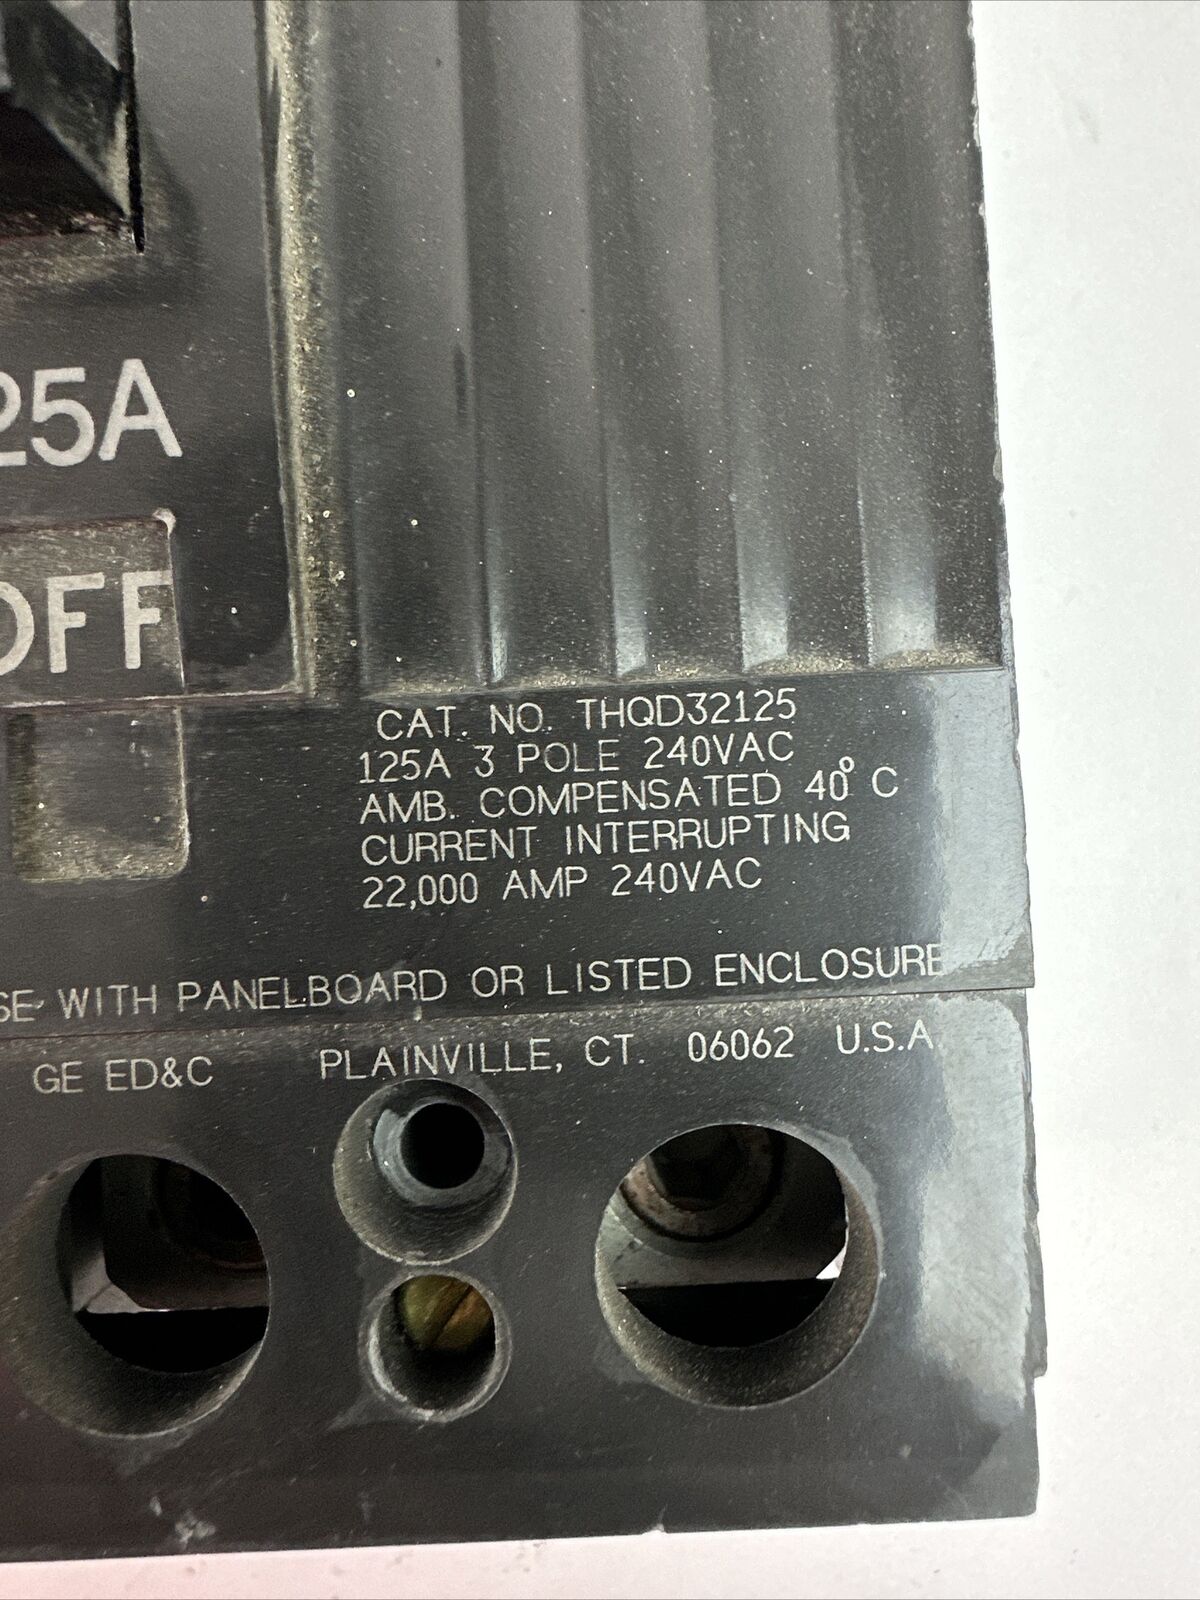 25A
OFF
CAT. NO. THQD32125
125A 3 POLE 240VAC
AMB. COMPENSATED 40° C
CURRENT INTERRUPTING
22,000 AMP 240VAC
SE WITH PANELBOARD OR LISTED ENCLOSURE
GE ED&C PLAINVILLE, CT. 06062 U.S.A.